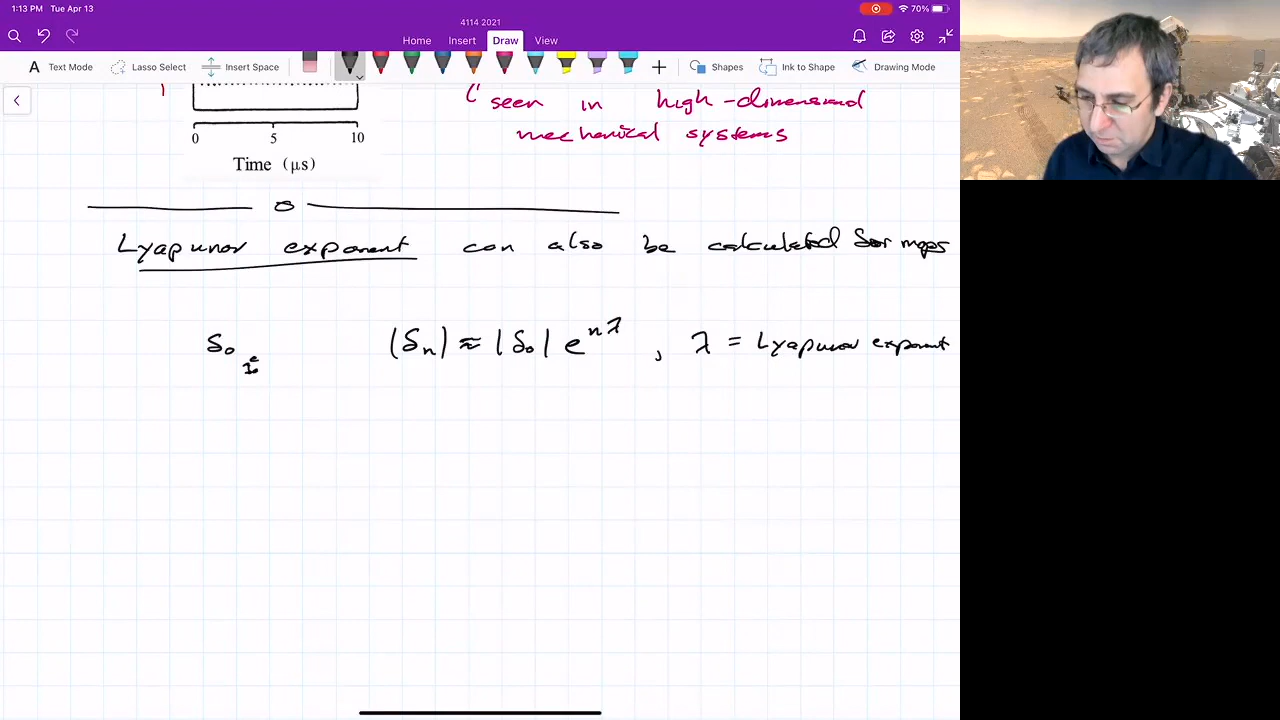 1:13 PM Tue Apr 13
70%
4114 2021
Home Insert Draw View
Text Mode Lasso Select Insert Space Shapes Ink to Shape Drawing Mode
seen in high-dimensional
mechanical systems
0 5 10
Time (μs)
Lyapunov exponent can also be calculated for maps
δ₀ |δₙ| ≈ |δ₀| e^{nλ} , λ = Lyapunov exponent